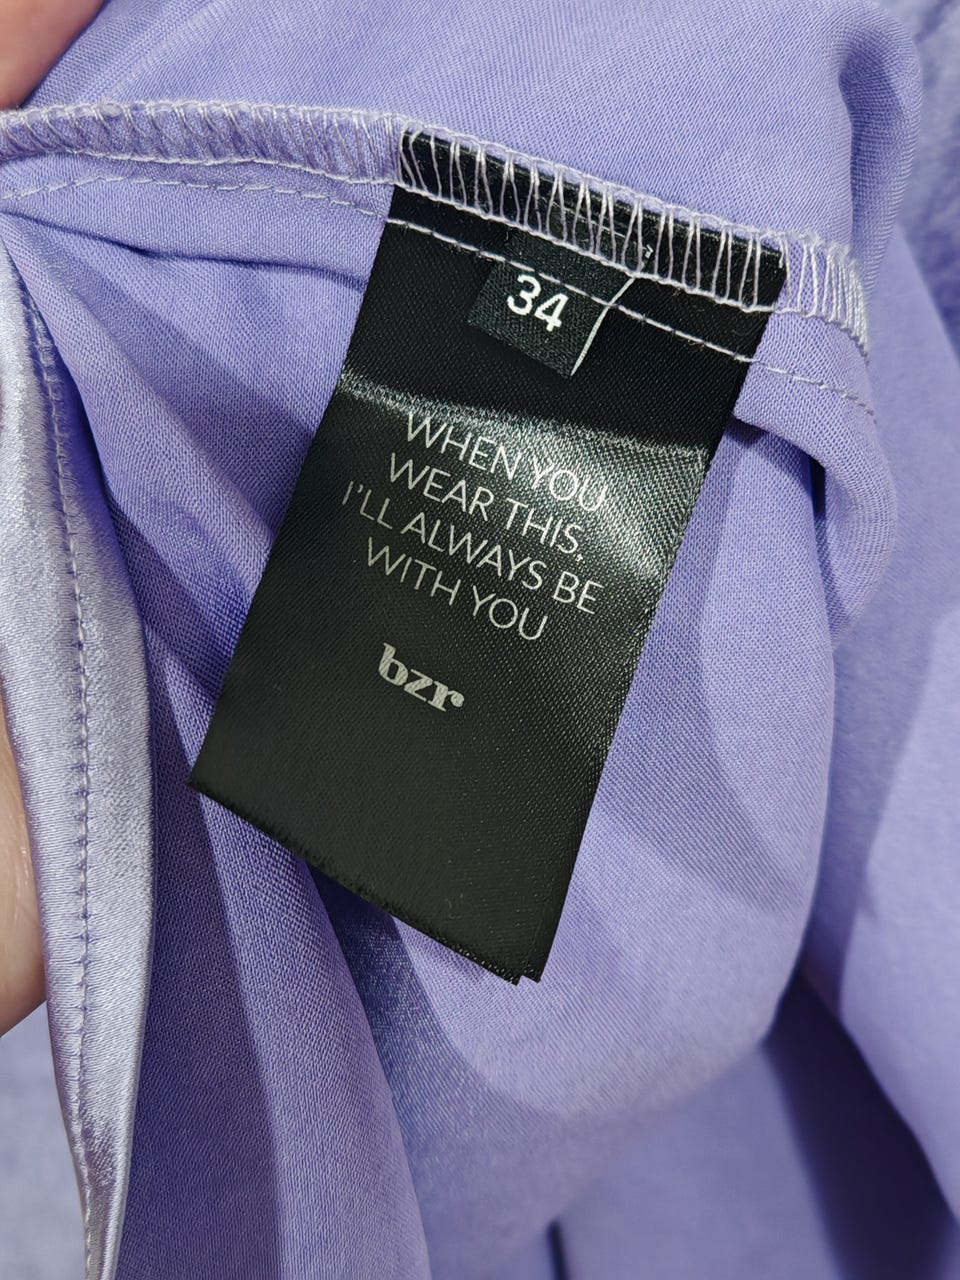 34
WHEN YOU
WEAR THIS,
I'LL ALWAYS BE
WITH YOU
bzr